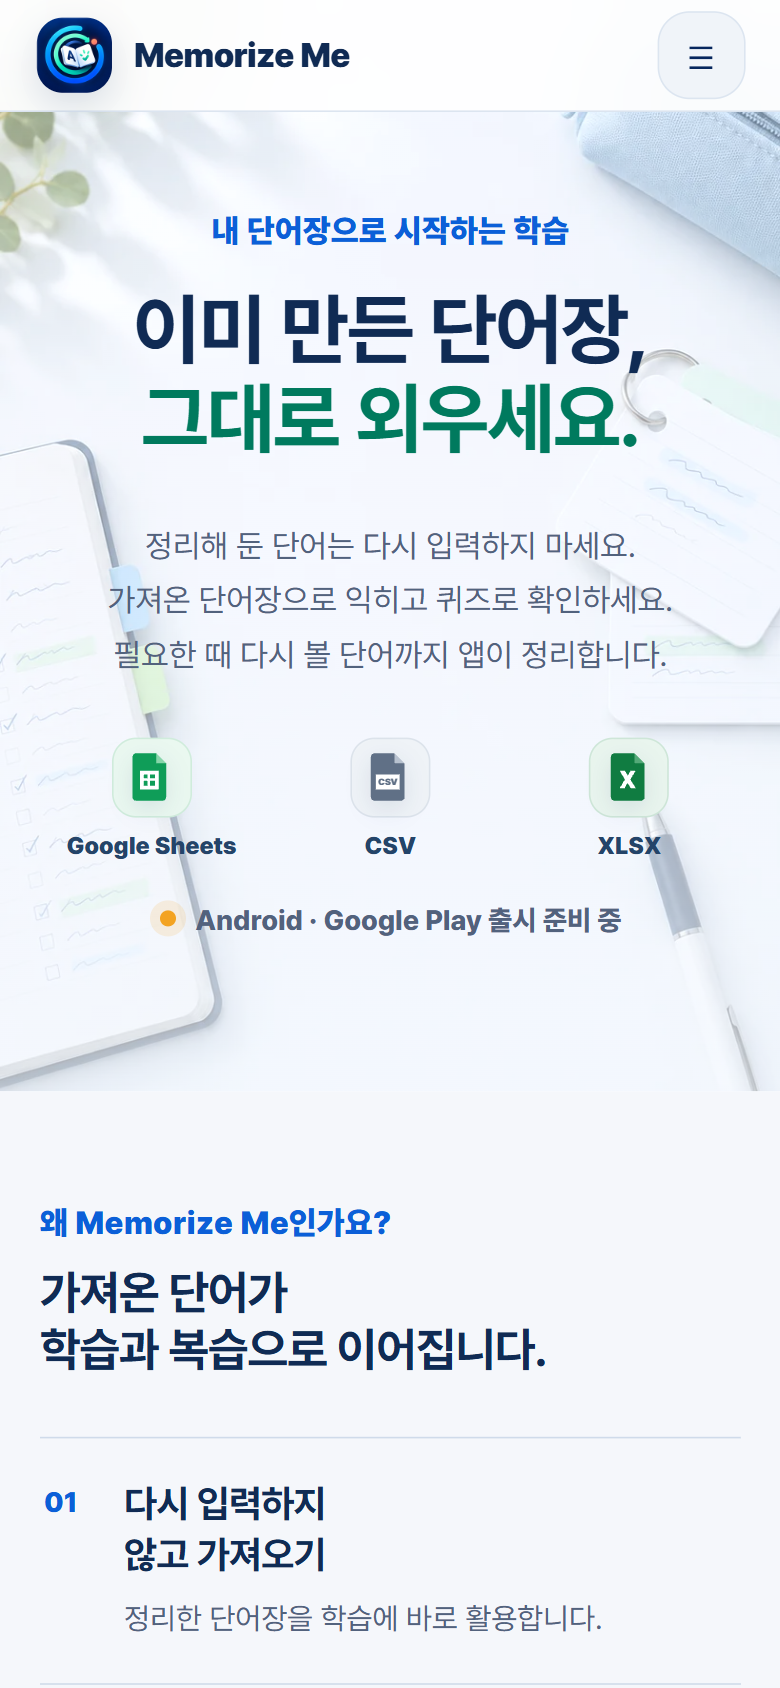 Memorize Me
내 단어장으로 시작하는 학습
이미 만든 단어장,
그대로 외우세요.
정리해 둔 단어는 다시 입력하지 마세요.
가져온 단어장으로 익히고 퀴즈로 확인하세요.
필요한 때 다시 볼 단어까지 앱이 정리합니다.
CSV
X
Google Sheets
CSV
XLSX
Android · Google Play 출시 준비 중
왜 Memorize Me인가요?
가져온 단어가
학습과 복습으로 이어집니다.
01
다시 입력하지
않고 가져오기
정리한 단어장을 학습에 바로 활용합니다.